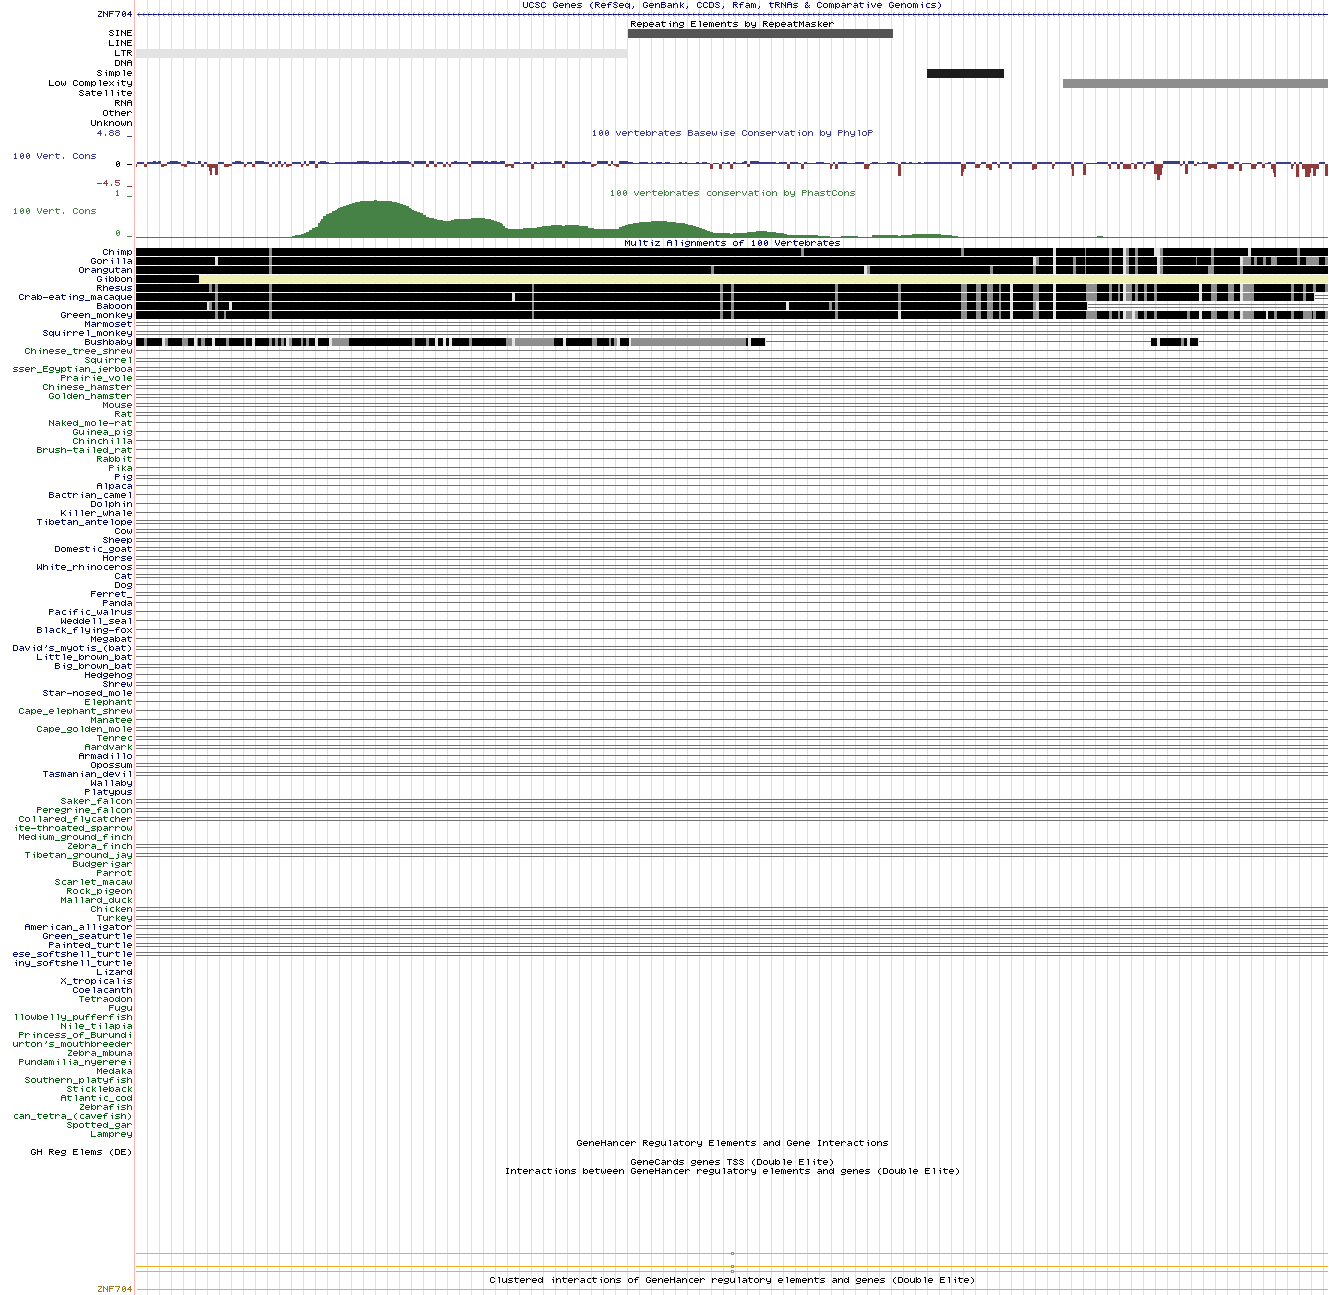 UCSC Genes (RefSeq, GenBank, CCDS, Rfam, tRNAs & Comparative Genomics)
ZNF704
Repeating Elements by RepeatMasker
SINE
LINE
LTR
DNA
Simple
Low Complexity
Satellite
RNA
Other
Unknown
4.88 _
100 vertebrates Basewise Conservation by PhyloP
100 Vert. Cons
0 _
-4.5 _
100 vertebrates conservation by PhastCons
1 _
100 Vert. Cons
0 _
Multiz Alignments of 100 Vertebrates
Chimp
Gorilla
Orangutan
Gibbon
Rhesus
Crab-eating_macaque
Baboon
Green_monkey
Marmoset
Squirrel_monkey
Bushbaby
Chinese_tree_shrew
Squirrel
sser_Egyptian_jerboa
Prairie_vole
Chinese_hamster
Golden_hamster
Mouse
Rat
Naked_mole-rat
Guinea_pig
Chinchilla
Brush-tailed_rat
Rabbit
Pika
Pig
Alpaca
Bactrian_camel
Dolphin
Killer_whale
Tibetan_antelope
Cow
Sheep
Domestic_goat
Horse
White_rhinoceros
Cat
Dog
Ferret_
Panda
Pacific_walrus
Weddell_seal
Black_flying-fox
Megabat
David's_myotis_(bat)
Little_brown_bat
Big_brown_bat
Hedgehog
Shrew
Star-nosed_mole
Elephant
Cape_elephant_shrew
Manatee
Cape_golden_mole
Tenrec
Aardvark
Armadillo
Opossum
Tasmanian_devil
Wallaby
Platypus
Saker_falcon
Peregrine_falcon
Collared_flycatcher
ite-throated_sparrow
Medium_ground_finch
Zebra_finch
Tibetan_ground_jay
Budgerigar
Parrot
Scarlet_macaw
Rock_pigeon
Mallard_duck
Chicken
Turkey
American_alligator
Green_seaturtle
Painted_turtle
ese_softshell_turtle
iny_softshell_turtle
Lizard
X_tropicalis
Coelacanth
Tetraodon
Fugu
llowbelly_pufferfish
Nile_tilapia
Princess_of_Burundi
urton's_mouthbreeder
Zebra_mbuna
Pundamilia_nyererei
Medaka
Southern_platyfish
Stickleback
Atlantic_cod
Zebrafish
can_tetra_(cavefish)
Spotted_gar
Lamprey
GeneHancer Regulatory Elements and Gene Interactions
GH Reg Elems (DE)
GeneCards genes TSS (Double Elite)
Interactions between GeneHancer regulatory elements and genes (Double Elite)
Clustered interactions of GeneHancer regulatory elements and genes (Double Elite)
ZNF704